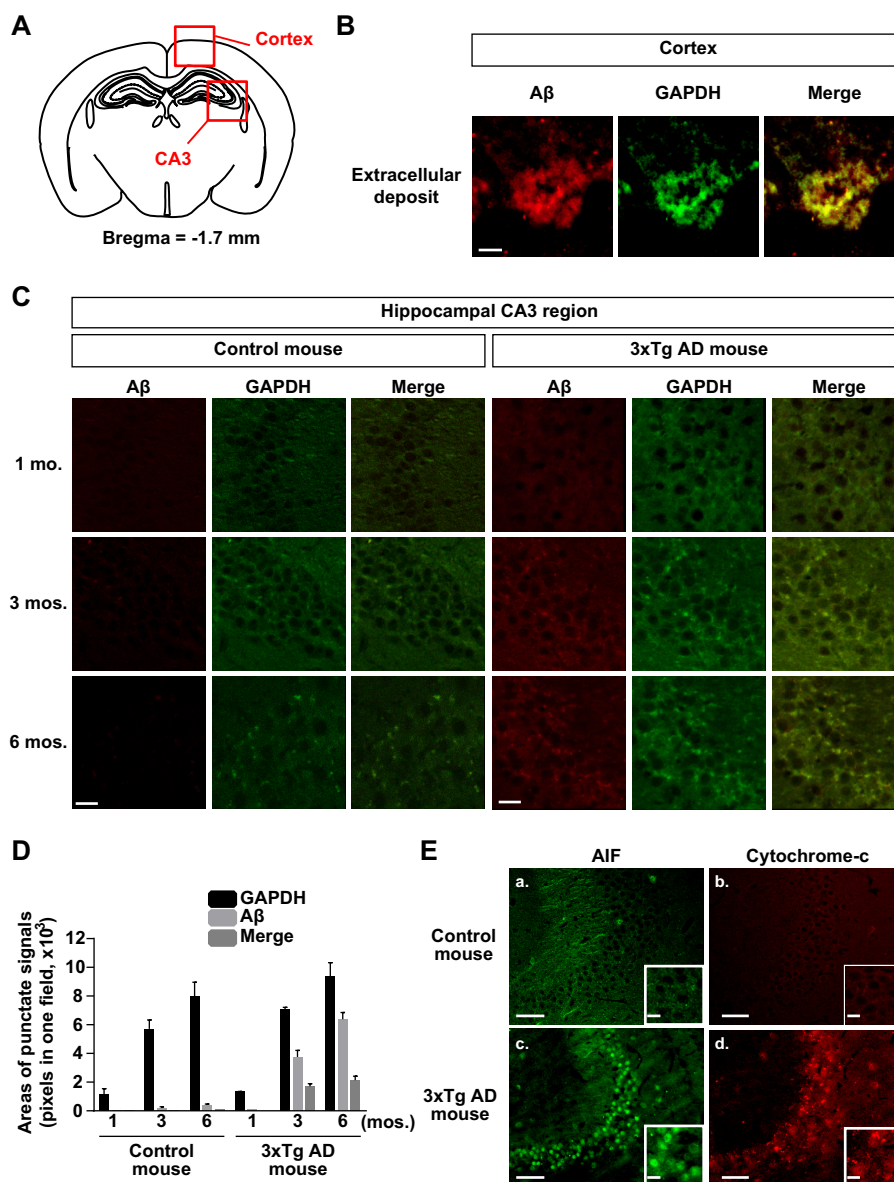 A
Cortex
CA3
Bregma = -1.7 mm
B
Cortex
Aβ GAPDH Merge
Extracellular
deposit
C
Hippocampal CA3 region
Control mouse 3xTg AD mouse
Aβ GAPDH Merge Aβ GAPDH Merge
1 mo.
3 mos.
6 mos.
D
GAPDH
Aβ
Merge
Areas of punctate signals
(pixels in one field, x10³)
12
10
8
6
4
2
0
1 3 6 1 3 6 (mos.)
Control
mouse
3xTg AD
mouse
E
AIF Cytochrome-c
a. b.
Control
mouse
c. d.
3xTg AD
mouse